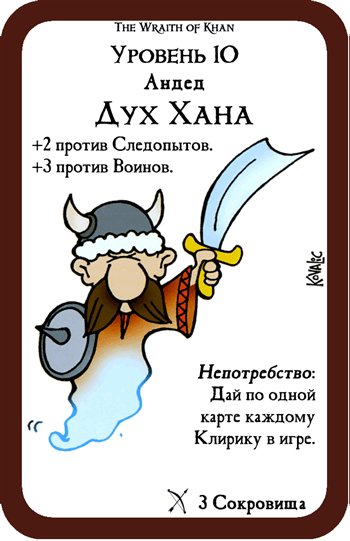 The Wraith of Khan
Уровень 10
Андед
Дух Хана
+2 против Следопытов.
+3 против Воинов.
Kovalic
Непотребство:
Дай по одной
карте каждому
Клирику в игре.
3 Сокровища